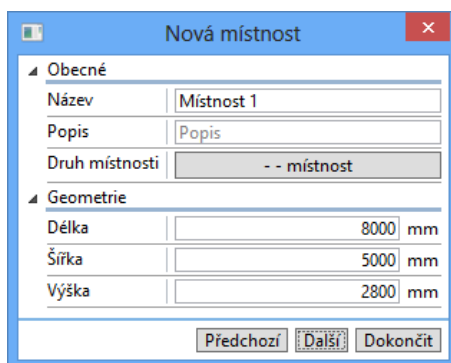 Nová místnost
Obecné
Název Místnost 1
Popis Popis
Druh místnosti - - místnost
Geometrie
Délka 8000 mm
Šířka 5000 mm
Výška 2800 mm
Předchozí Další Dokončit